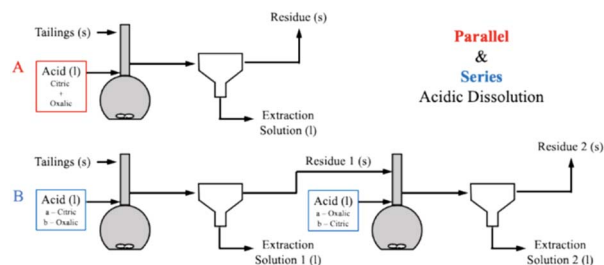 Residue (s)
Tailings (s)
Parallel
&
Series
Acidic Dissolution
A
Acid (l)
Citric
+
Oxalic
Extraction
Solution (l)
Residue 2 (s)
Tailings (s)
Residue 1 (s)
B
Acid (l)
a – Citric
b – Oxalic
Acid (l)
a – Oxalic
b – Citric
Extraction
Solution 1 (l)
Extraction
Solution 2 (l)